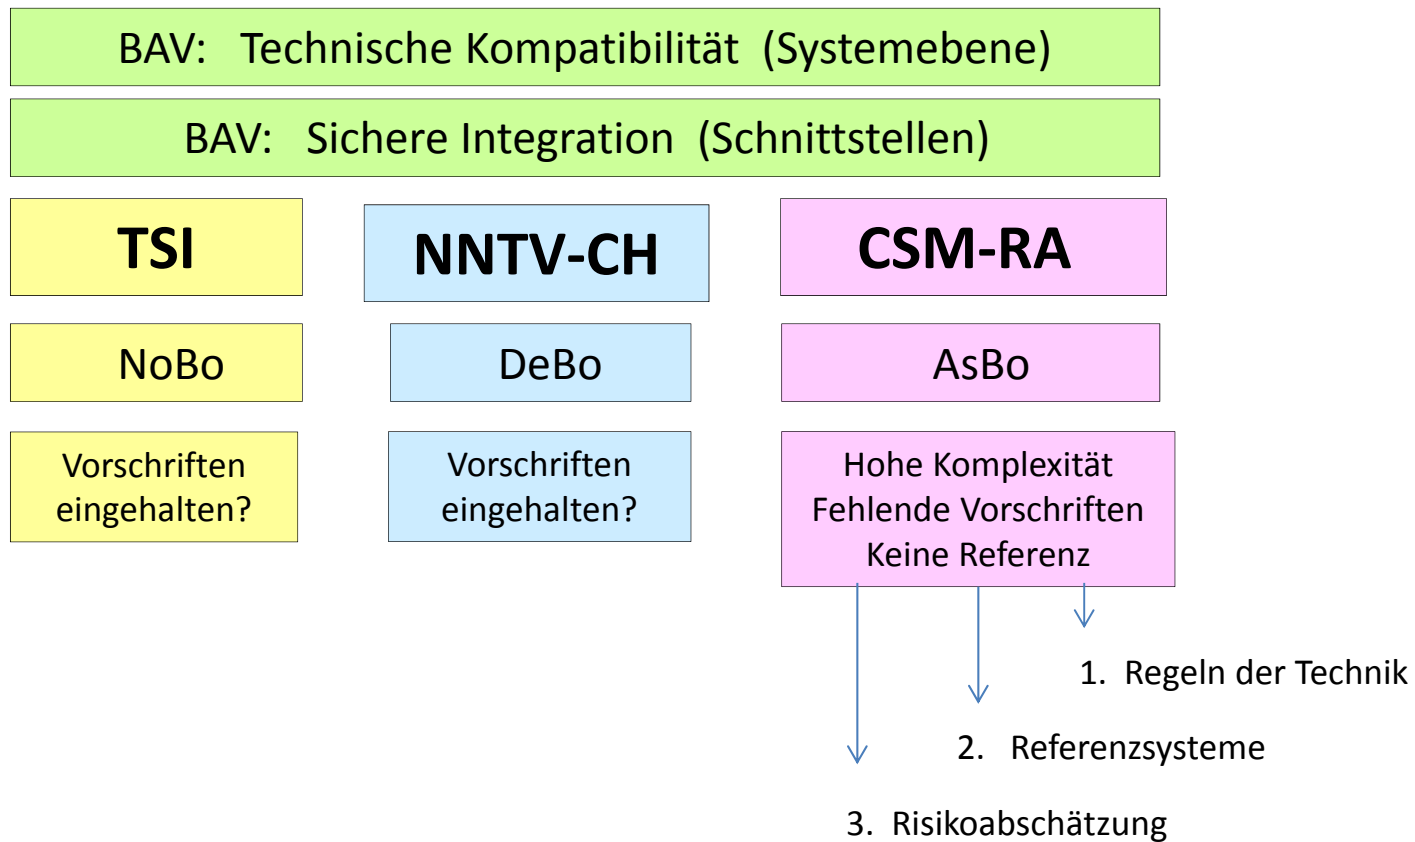 BAV: Technische Kompatibilität (Systemebene)
BAV: Sichere Integration (Schnittstellen)
TSI
NNTV-CH
CSM-RA
NoBo
DeBo
AsBo
Vorschriften
eingehalten?
Vorschriften
eingehalten?
Hohe Komplexität
Fehlende Vorschriften
Keine Referenz
1. Regeln der Technik
2. Referenzsysteme
3. Risikoabschätzung